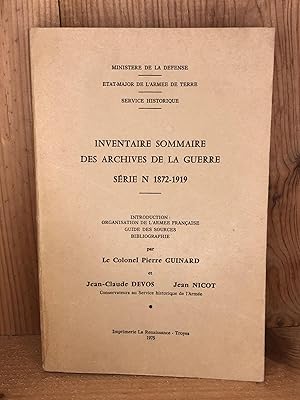 MINISTERE DE LA DEFENSE
ETAT-MAJOR DE L'ARMEE DE TERRE
SERVICE HISTORIQUE
INVENTAIRE SOMMAIRE
DES ARCHIVES DE LA GUERRE
SÉRIE N 1872-1919
INTRODUCTION :
ORGANISATION DE L'ARMEE FRANÇAISE
GUIDE DES SOURCES
BIBLIOGRAPHIE
par
Le Colonel Pierre GUINARD
et
Jean-Claude DEVOS Jean NICOT
Conservateurs au Service historique de l'Armée
Imprimerie La Renaissance - Troyes
1975